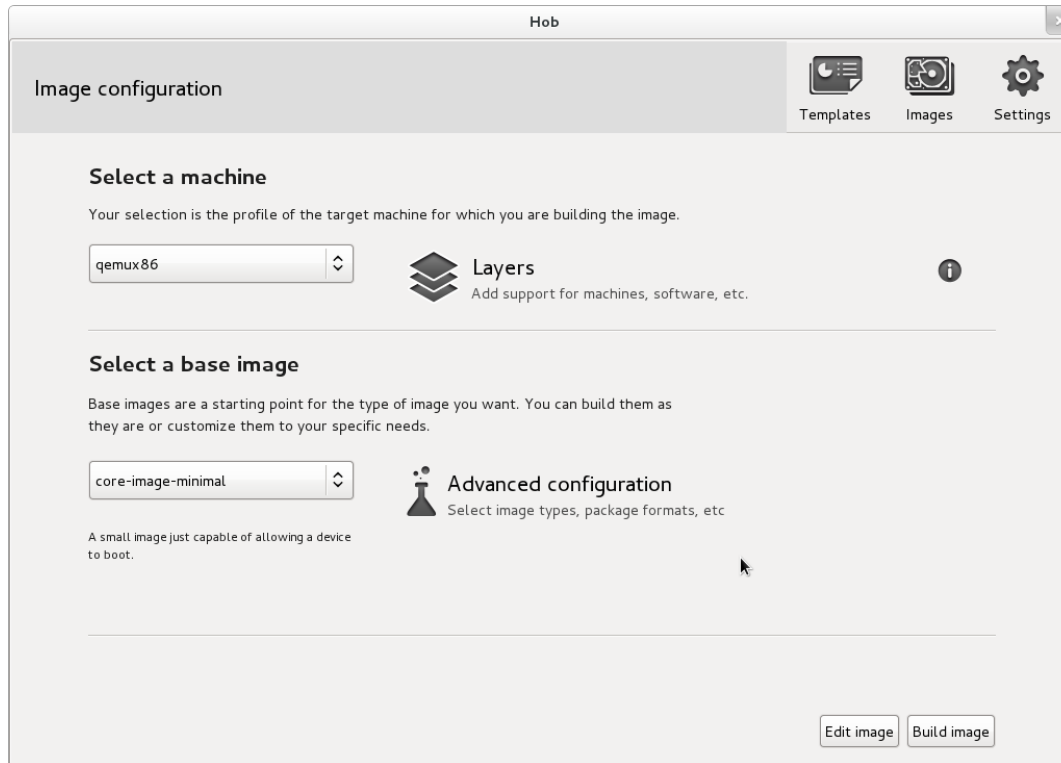 Hob
Image configuration
Templates
Images
Settings
Select a machine
Your selection is the profile of the target machine for which you are building the image.
qemux86
Layers
Add support for machines, software, etc.
Select a base image
Base images are a starting point for the type of image you want. You can build them as
they are or customize them to your specific needs.
core-image-minimal
Advanced configuration
Select image types, package formats, etc
A small image just capable of allowing a device
to boot.
Edit image
Build image